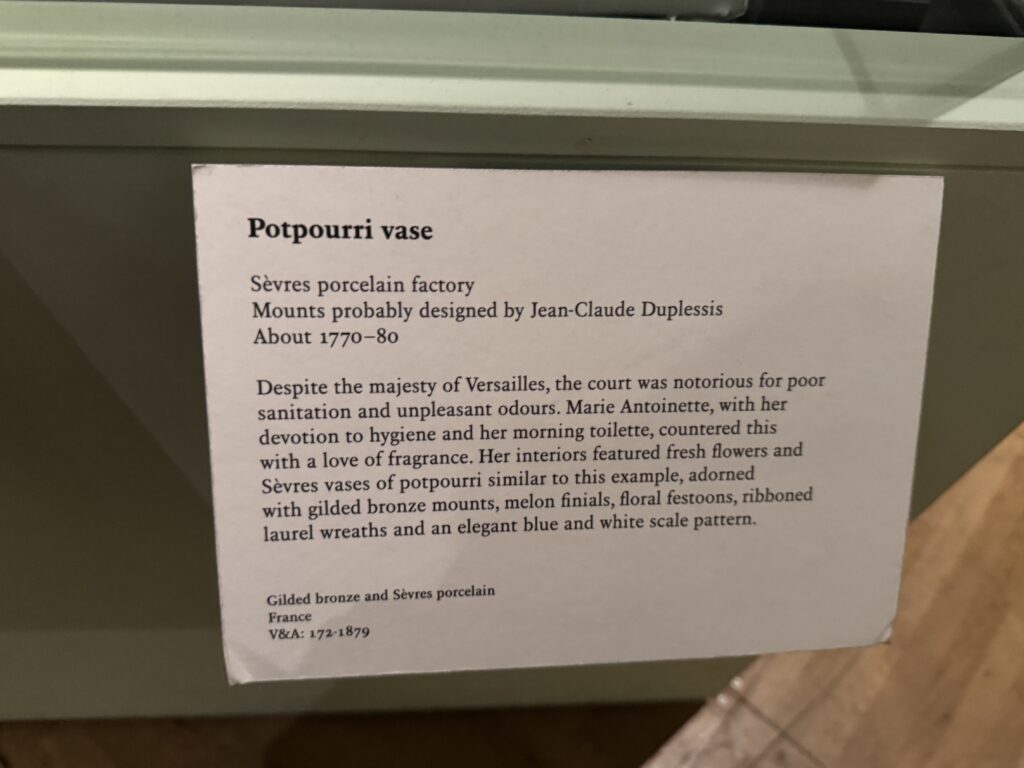 Potpourri vase
Sèvres porcelain factory
Mounts probably designed by Jean-Claude Duplessis
About 1770–80
Despite the majesty of Versailles, the court was notorious for poor
sanitation and unpleasant odours. Marie Antoinette, with her
devotion to hygiene and her morning toilette, countered this
with a love of fragrance. Her interiors featured fresh flowers and
Sèvres vases of potpourri similar to this example, adorned
with gilded bronze mounts, melon finials, floral festoons, ribboned
laurel wreaths and an elegant blue and white scale pattern.
Gilded bronze and Sèvres porcelain
France
V&A: 172-1879